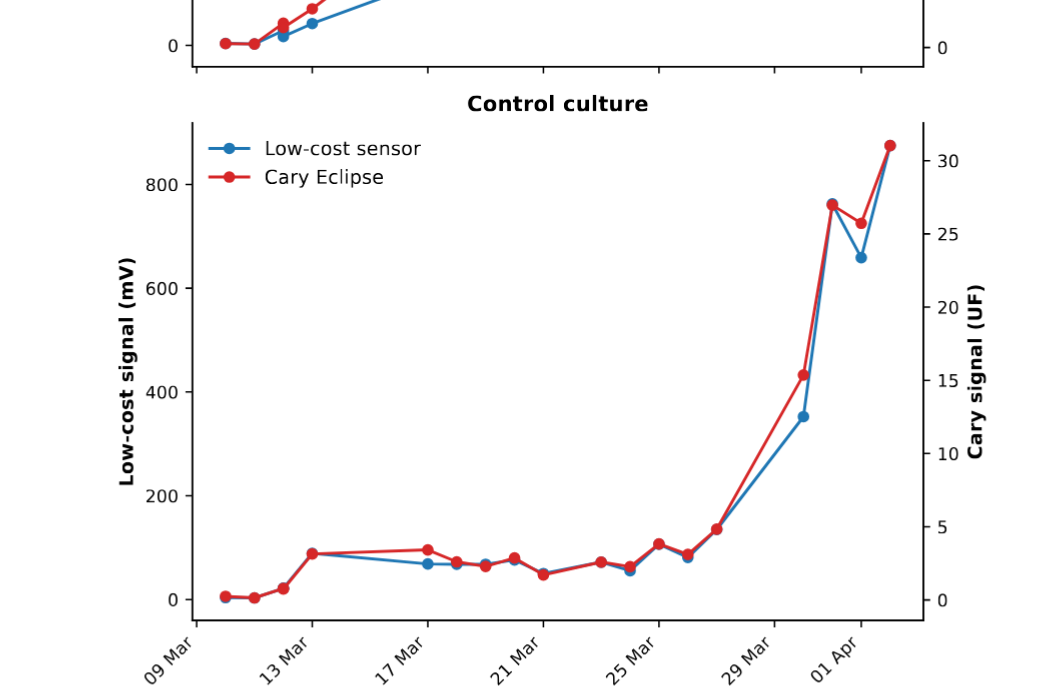 0
0
Control culture
Low-cost sensor
Cary Eclipse
Low-cost signal (mV)
800
600
400
200
0
30
25
20
15
10
5
0
Cary signal (UF)
09 Mar
13 Mar
17 Mar
21 Mar
25 Mar
29 Mar
01 Apr